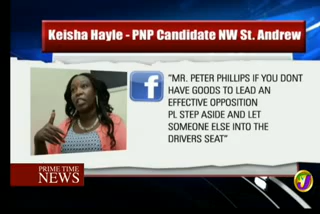 Keisha Hayle - PNP Candidate NW St. Andrew
"MR. PETER PHILLIPS IF YOU DONT
HAVE GOODS TO LEAD AN
EFFECTIVE OPPOSITION
PL STEP ASIDE AND LET
SOMEONE ELSE INTO THE
DRIVERS SEAT"
f
PRIME TIME
NEWS